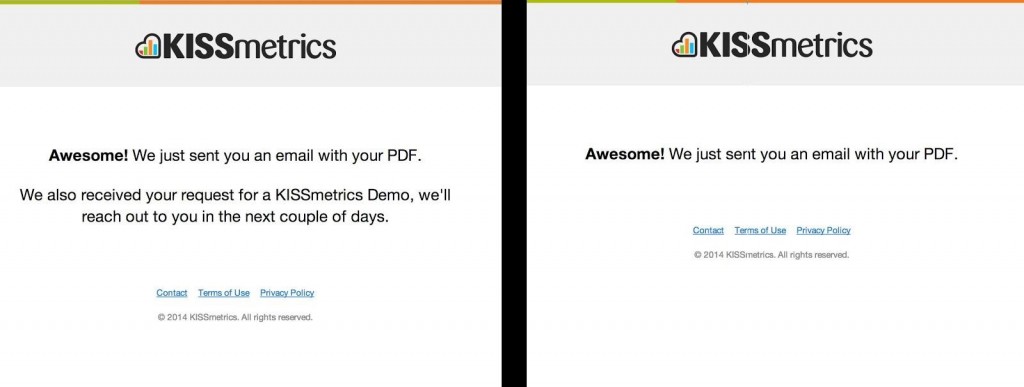 KISSmetrics
Awesome! We just sent you an email with your PDF.
We also received your request for a KISSmetrics Demo, we'll
reach out to you in the next couple of days.
Contact Terms of Use Privacy Policy
© 2014 KISSmetrics. All rights reserved.
KISSmetrics
Awesome! We just sent you an email with your PDF.
Contact Terms of Use Privacy Policy
© 2014 KISSmetrics. All rights reserved.